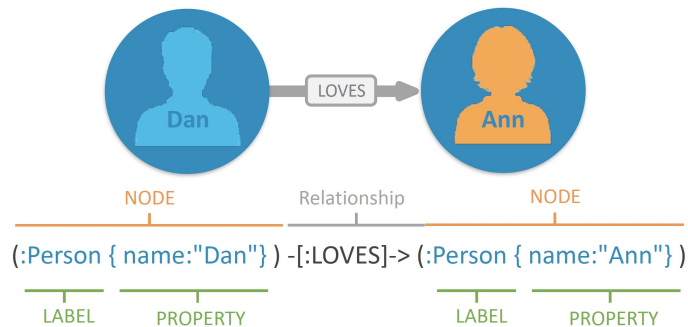 LOVES
Dan Ann
NODE Relationship NODE
(:Person { name:"Dan"} ) -[:LOVES]-> (:Person { name:"Ann"} )
LABEL PROPERTY LABEL PROPERTY